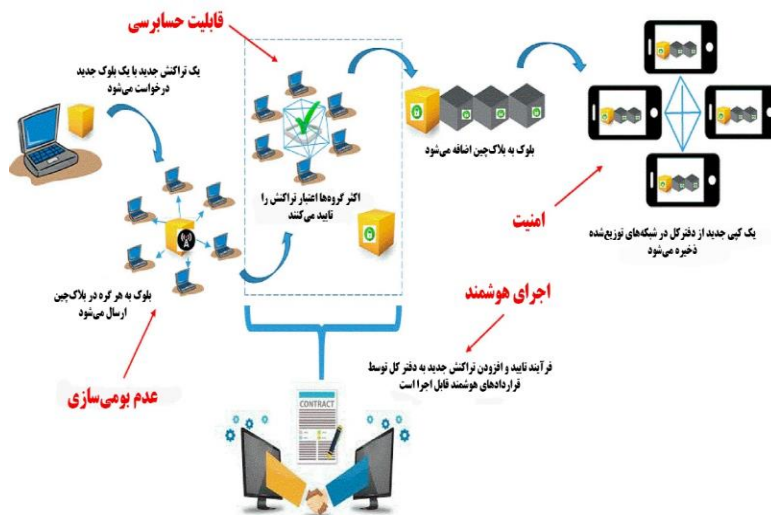 قابلیت حسابرسی
یک تراکنش جدید با یک بلوک جدید
درخواست می‌شود
بلوک به هر گره در بلاک‌چین
ارسال می‌شود
عدم بومی‌سازی
اکثر گروه‌ها اعتبار تراکنش را
تایید می‌کنند
بلوک به بلاک‌چین اضافه می‌شود
امنیت
یک کپی جدید از دفترکل در شبکه‌های توزیع‌شده
ذخیره می‌شود
اجرای هوشمند
فرآیند تایید و افزودن تراکنش جدید به دفتر کل توسط
قراردادهای هوشمند قابل اجرا است
CONTRACT